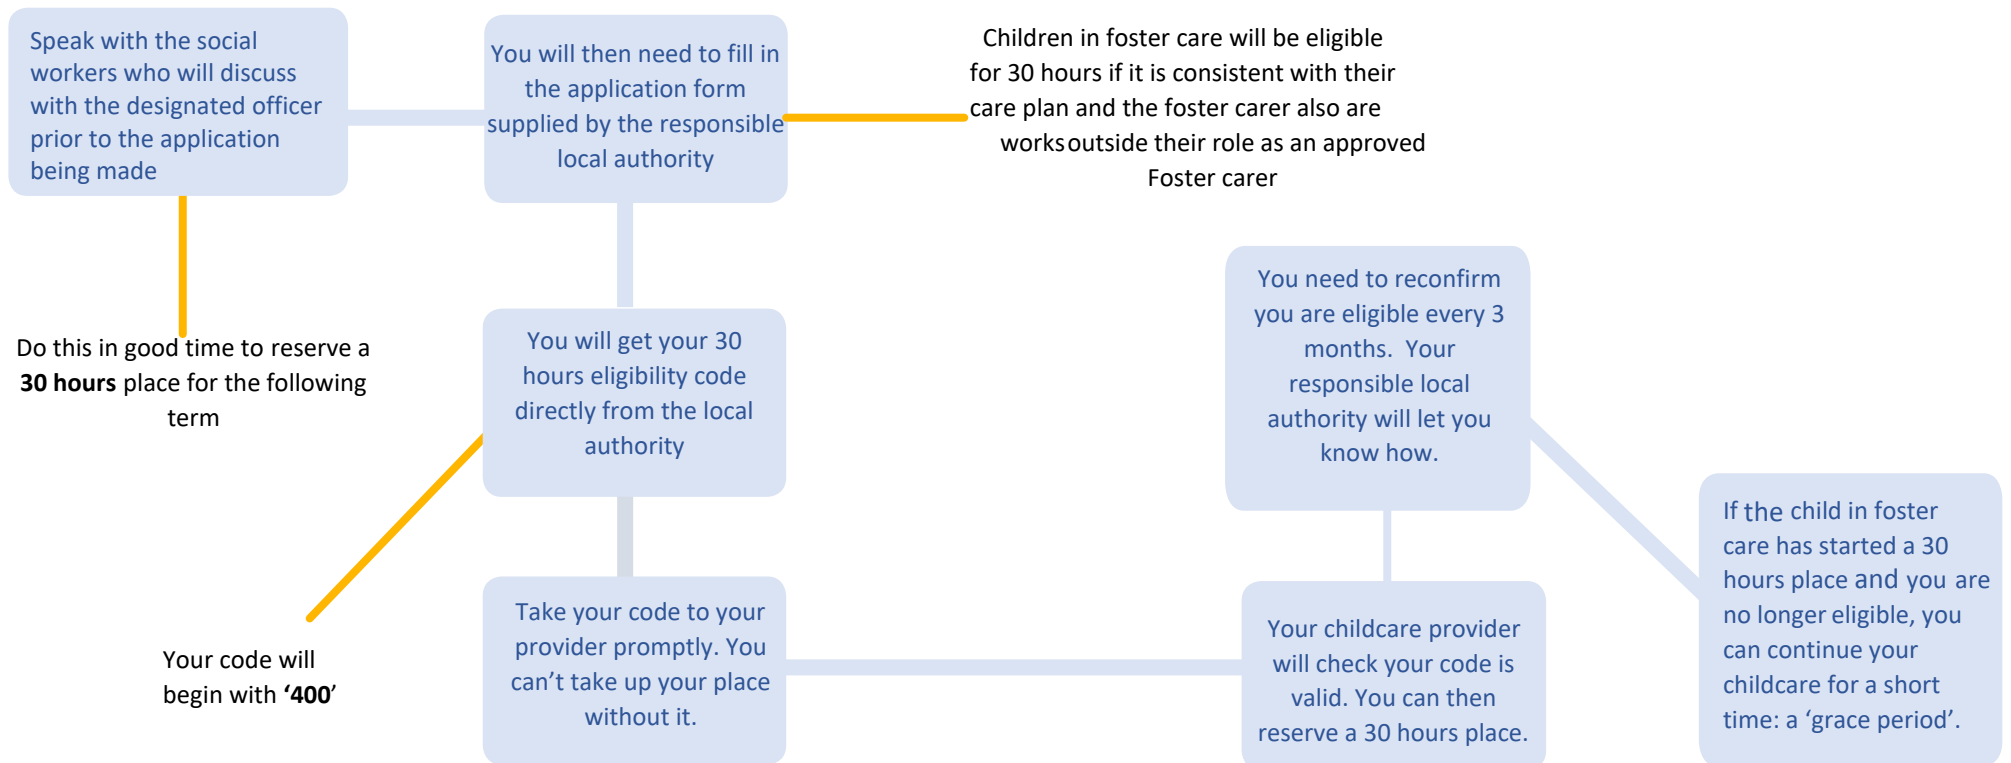 Speak with the social
workers who will discuss
with the designated officer
prior to the application
being made
You will then need to fill in
the application form
supplied by the responsible
local authority
Children in foster care will be eligible
for 30 hours if it is consistent with their
care plan and the foster carer also are
works outside their role as an approved
Foster carer
Do this in good time to reserve a
30 hours place for the following
term
You will get your 30
hours eligibility code
directly from the local
authority
Your code will
begin with ‘400’
Take your code to your
provider promptly. You
can’t take up your place
without it.
Your childcare provider
will check your code is
valid. You can then
reserve a 30 hours place.
You need to reconfirm
you are eligible every 3
months. Your
responsible local
authority will let you
know how.
If the child in foster
care has started a 30
hours place and you are
no longer eligible, you
can continue your
childcare for a short
time: a ‘grace period’.